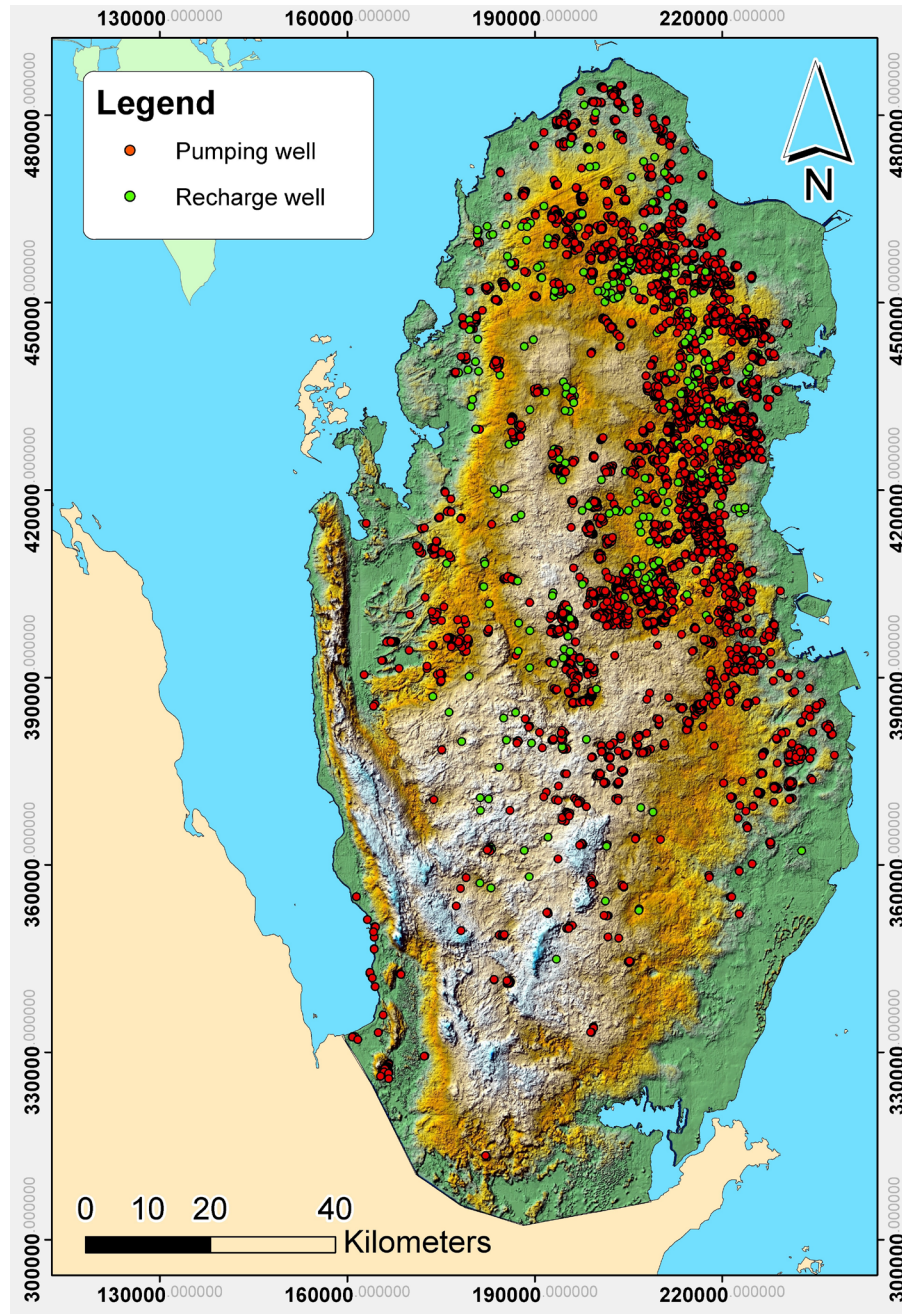 130000.000000 160000.000000 190000.000000 220000.000000
Legend
Pumping well
Recharge well
N
480000.000000 480000.000000
450000.000000 450000.000000
420000.000000 420000.000000
390000.000000 390000.000000
360000.000000 360000.000000
330000.000000 330000.000000
300000.000000 300000.000000
0 10 20 40
Kilometers
130000.000000 160000.000000 190000.000000 220000.000000